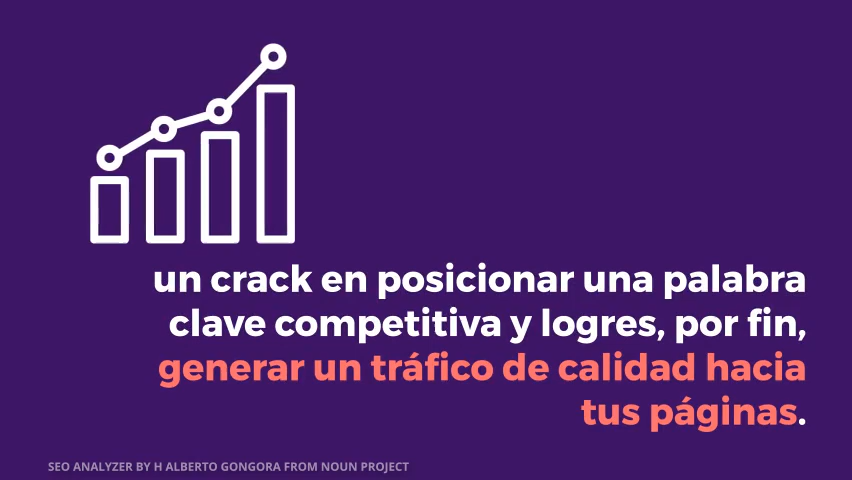 un crack en posicionar una palabra
clave competitiva y logres, por fin,
generar un tráfico de calidad hacia
tus páginas.
SEO ANALYZER BY H ALBERTO GONGORA FROM NOUN PROJECT